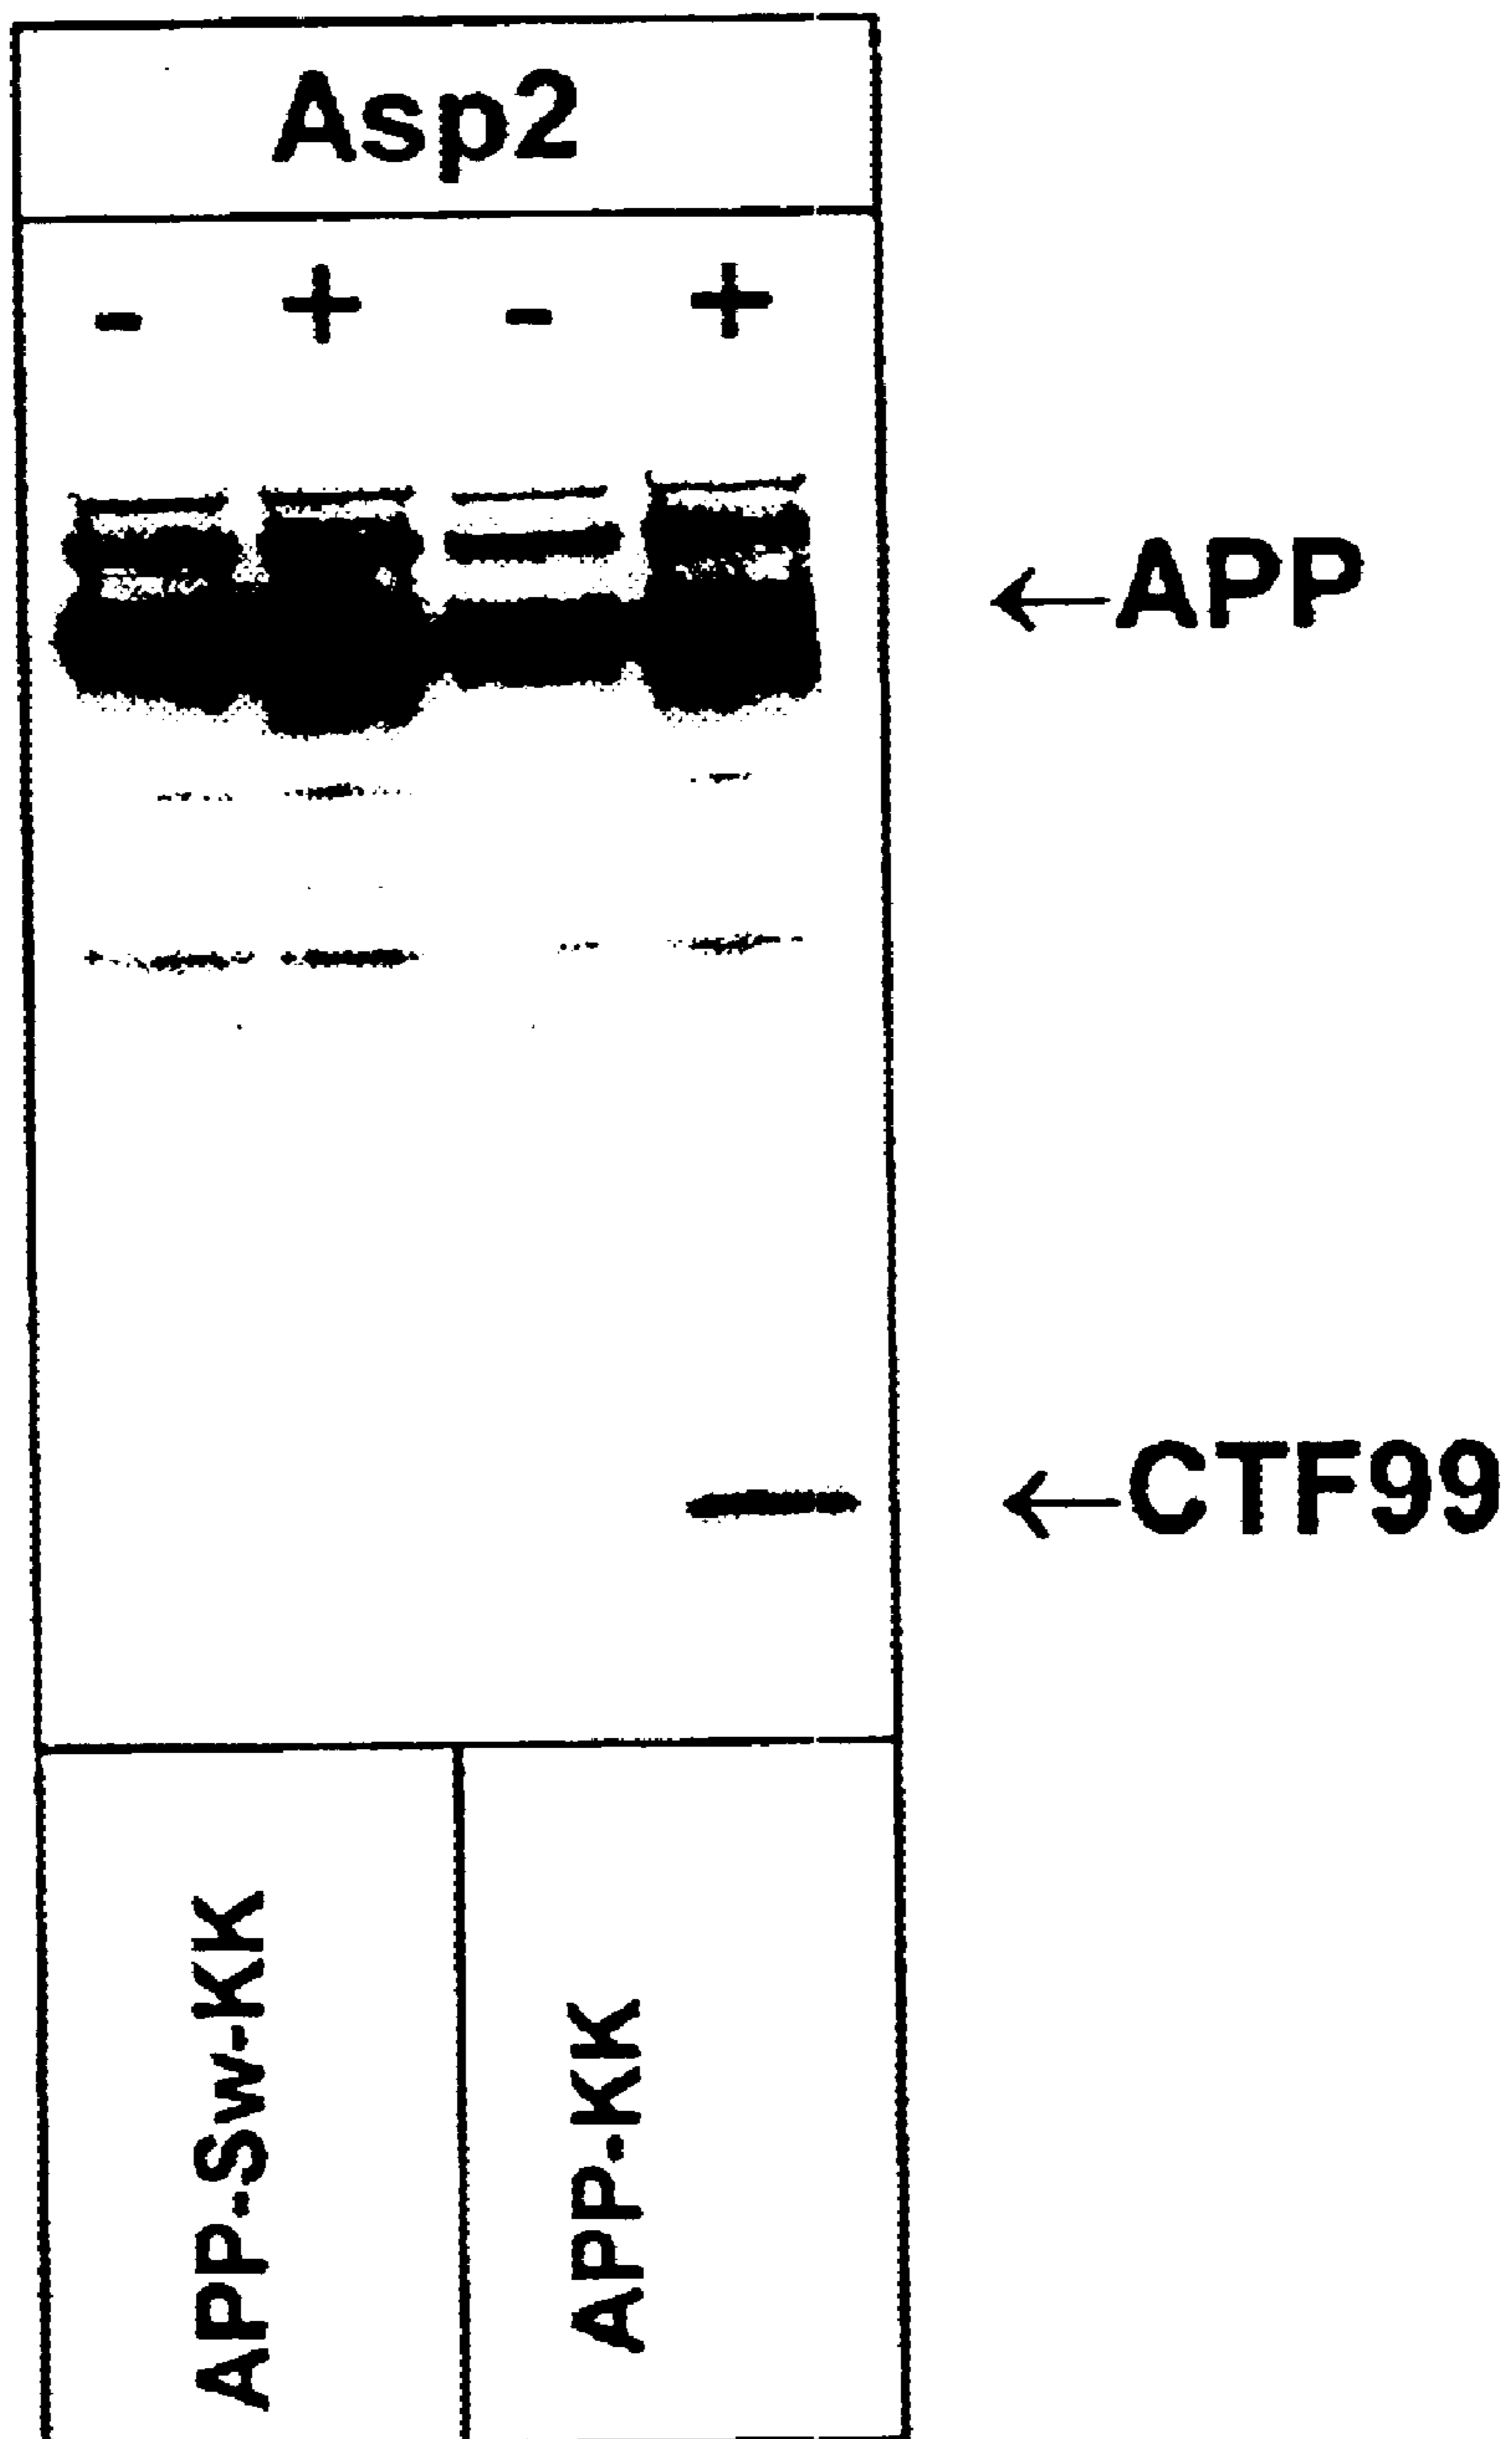 Asp2
- + - +
←APP
←CTF99
APP-Sw-KK
APP-KK